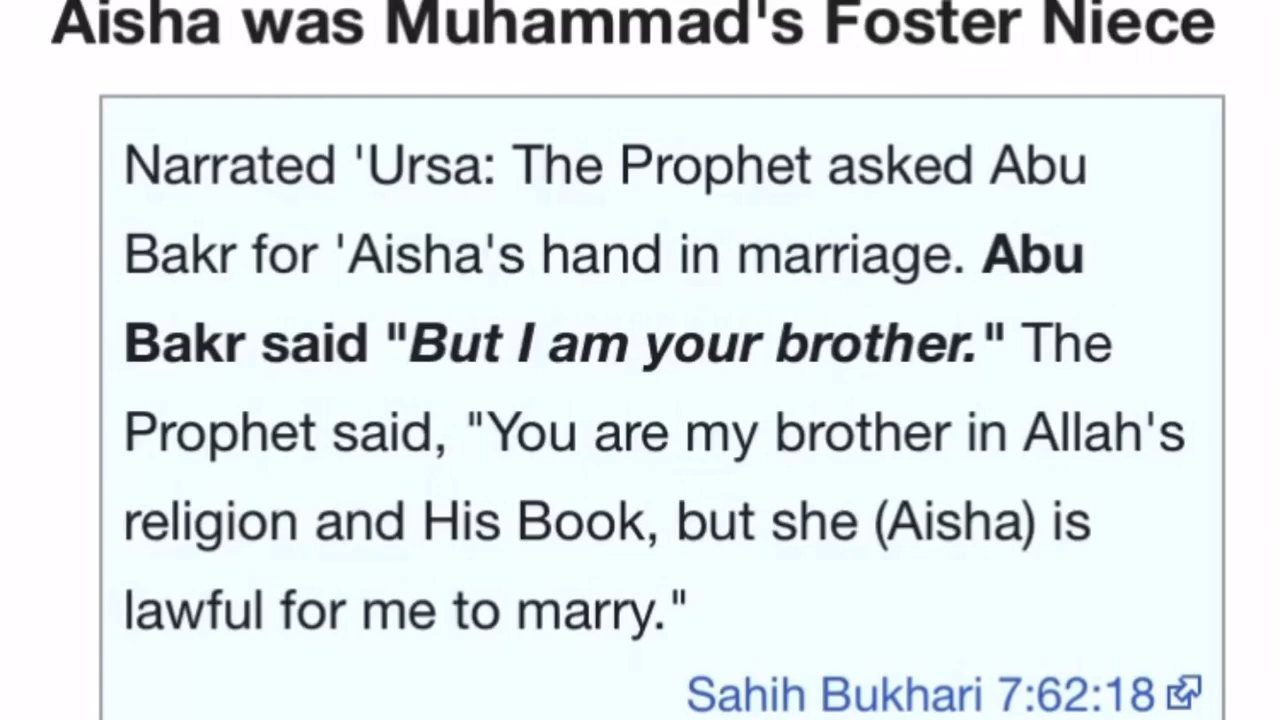 Aisha was Muhammad's Foster Niece
Narrated 'Ursa: The Prophet asked Abu
Bakr for 'Aisha's hand in marriage. Abu
Bakr said "But I am your brother." The
Prophet said, "You are my brother in Allah's
religion and His Book, but she (Aisha) is
lawful for me to marry."
Sahih Bukhari 7:62:18